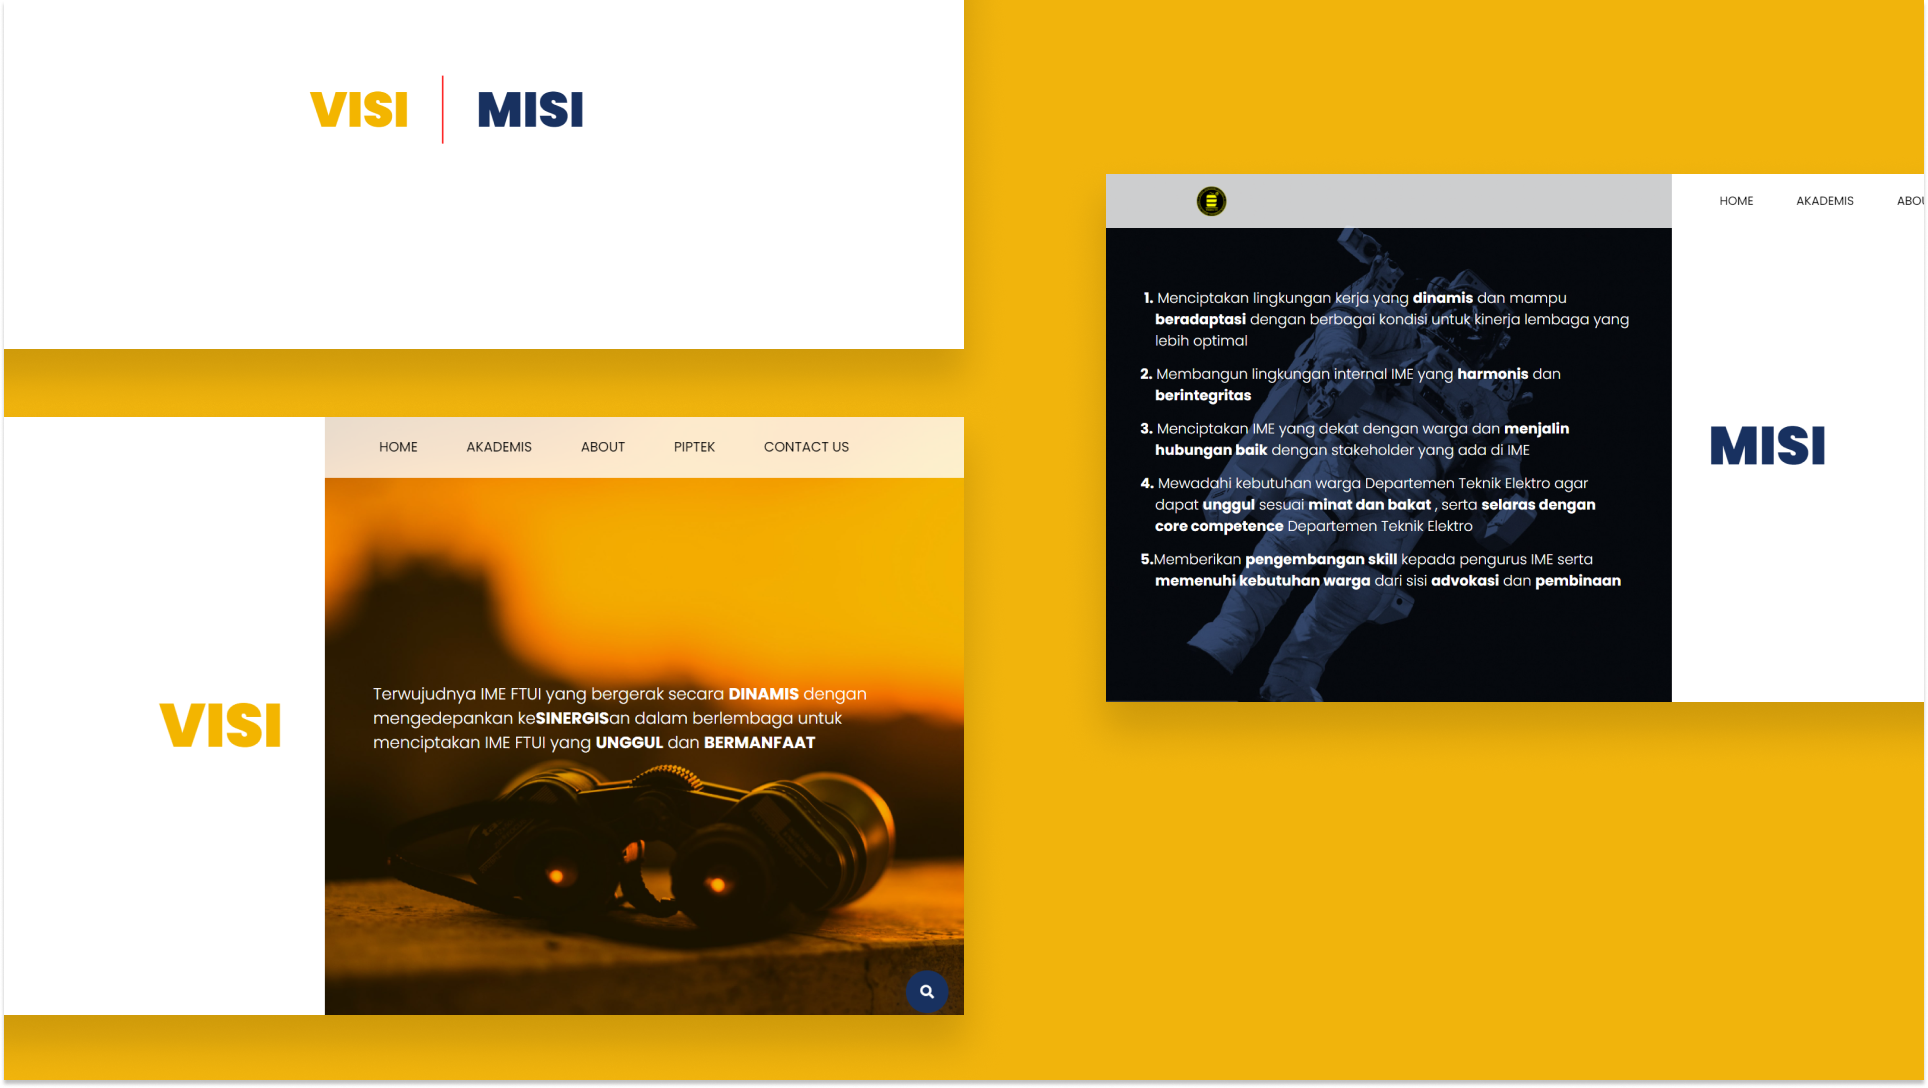 VISI
MISI
HOME AKADEMIS ABOUT PIPTEK CONTACT US
VISI
Terwujudnya IME FTUI yang bergerak secara DINAMIS dengan
mengedepankan keSINERGISan dalam berlembaga untuk
menciptakan IME FTUI yang UNGGUL dan BERMANFAAT
HOME AKADEMIS ABOU
1. Menciptakan lingkungan kerja yang dinamis dan mampu
beradaptasi dengan berbagai kondisi untuk kinerja lembaga yang
lebih optimal
2. Membangun lingkungan internal IME yang harmonis dan
berintegritas
3. Menciptakan IME yang dekat dengan warga dan menjalin
hubungan baik dengan stakeholder yang ada di IME
4. Mewadahi kebutuhan warga Departemen Teknik Elektro agar
dapat unggul sesuai minat dan bakat , serta selaras dengan
core competence Departemen Teknik Elektro
5.Memberikan pengembangan skill kepada pengurus IME serta
memenuhi kebutuhan warga dari sisi advokasi dan pembinaan
MISI